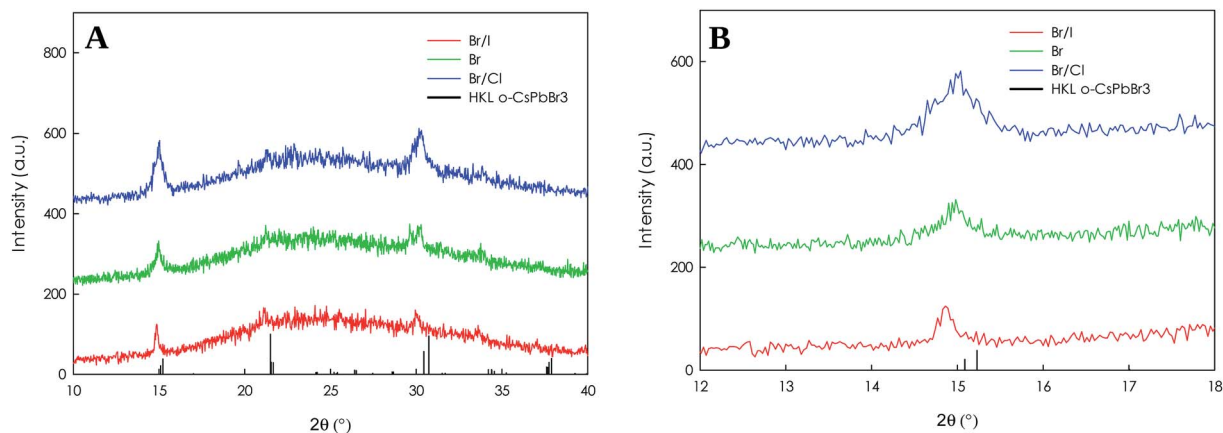 A
Br/I
Br
Br/Cl
HKL o-CsPbBr3
800
600
400
200
0
10
15
20
25
30
35
40
Intensity (a.u.)
2θ (°)
B
Br/I
Br
Br/Cl
HKL o-CsPbBr3
600
400
200
0
12
13
14
15
16
17
18
Intensity (a.u.)
2θ (°)